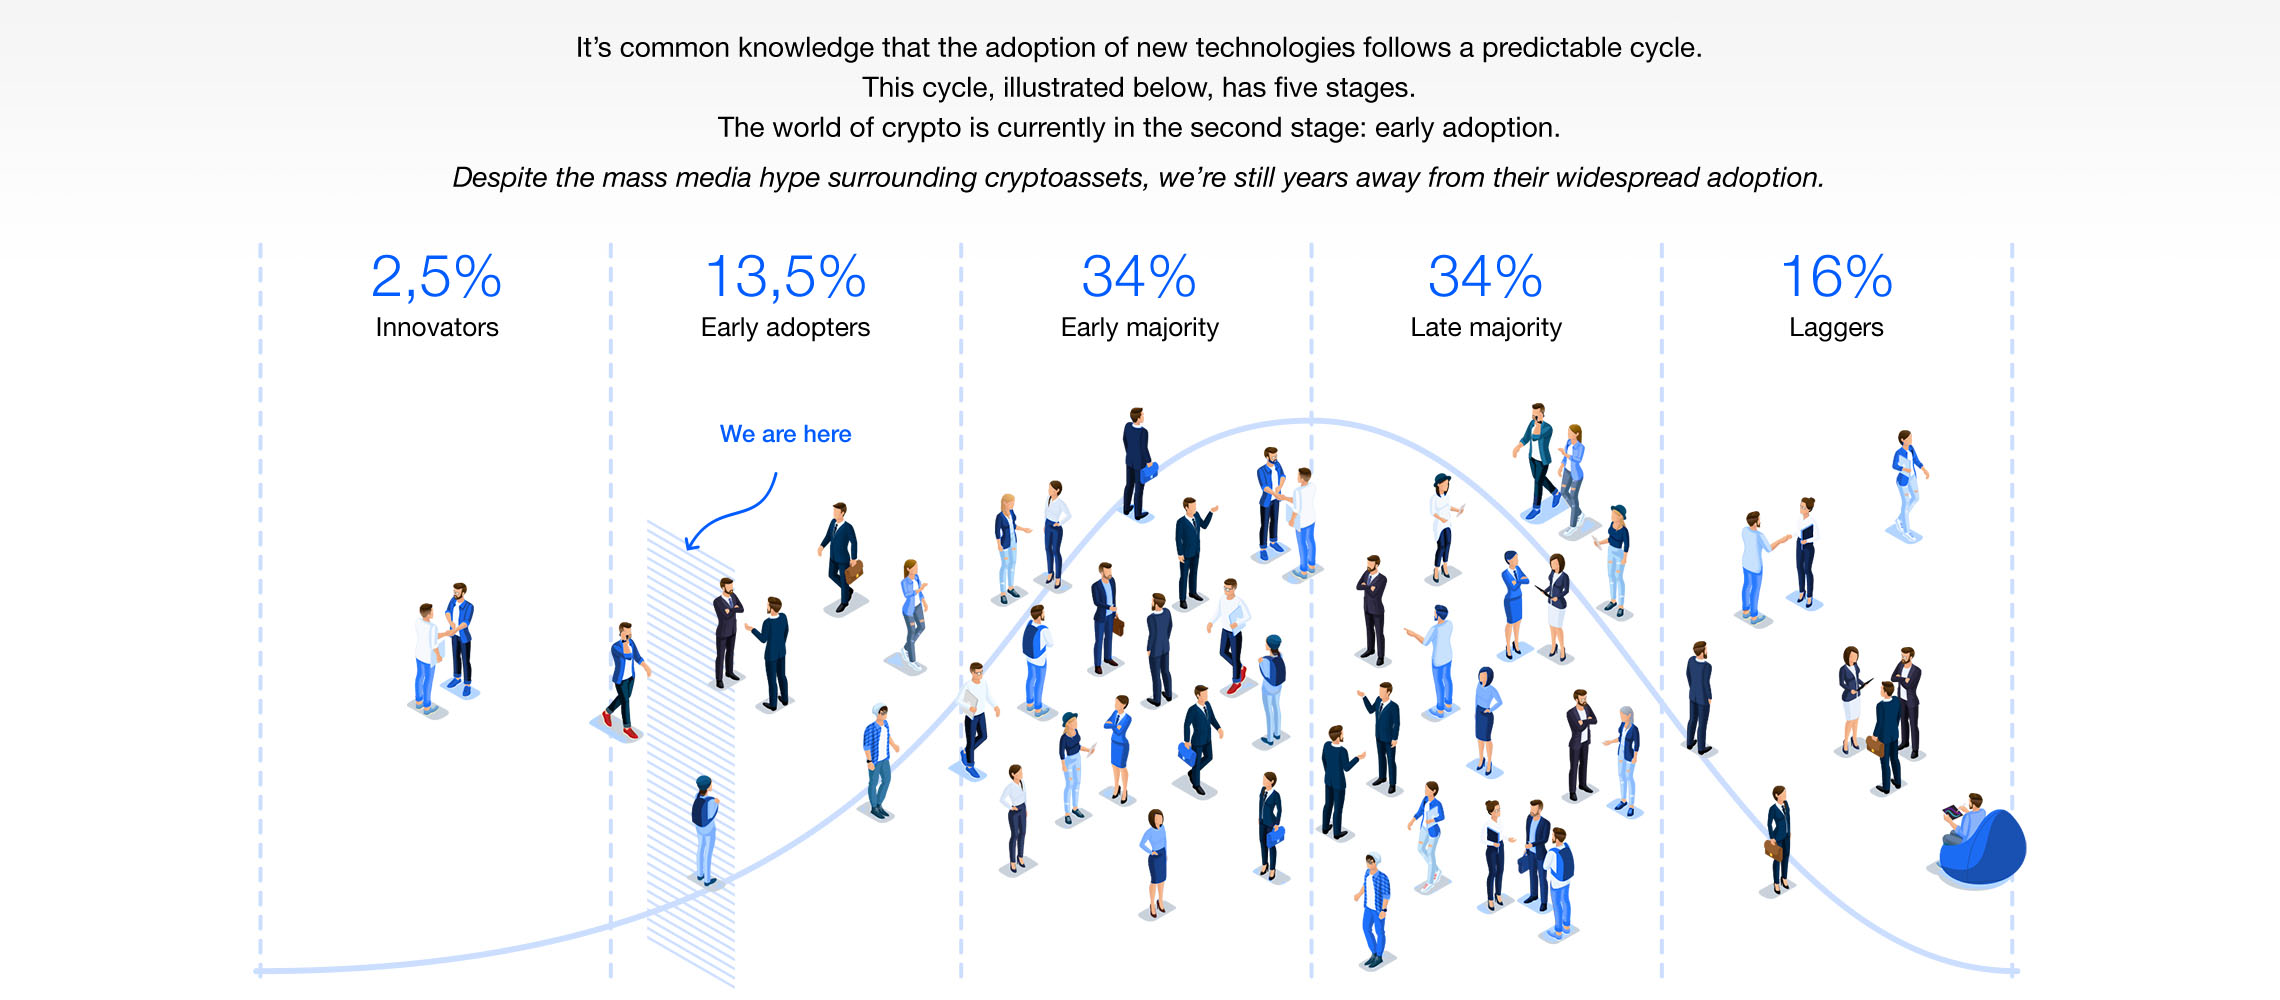 It’s common knowledge that the adoption of new technologies follows a predictable cycle.
This cycle, illustrated below, has five stages.
The world of crypto is currently in the second stage: early adoption.
Despite the mass media hype surrounding cryptoassets, we’re still years away from their widespread adoption.
2,5%
Innovators
13,5%
Early adopters
34%
Early majority
34%
Late majority
16%
Laggers
We are here